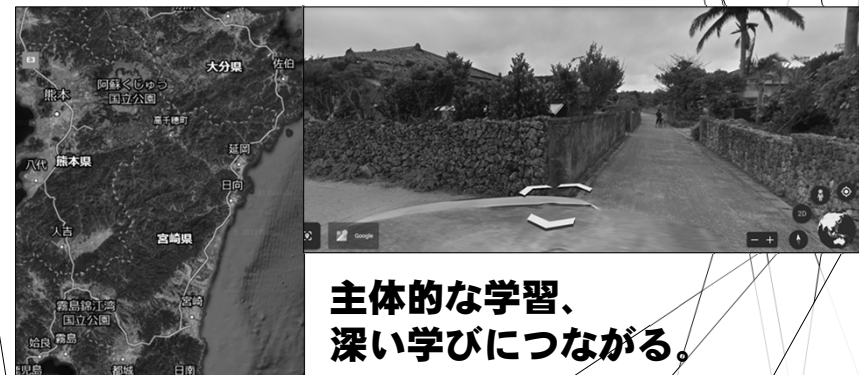 大分県
佐伯
阿蘇くじゅう
国立公園
熊本
高千穂町
延岡
八代
熊本県
日向
人吉
宮崎県
霧島錦江湾
国立公園
宮崎
姶良
霧島
鹿児島
都城
日南
Google
2D
主体的な学習、
深い学びにつながる。